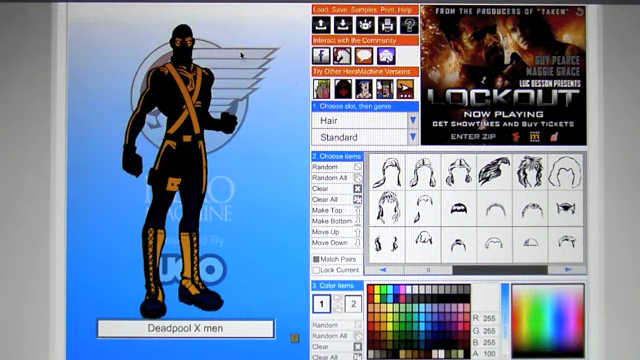 Load, Save, Samples, Print, Help
Interact with the Community
Try Other HeroMachine Versions
1. Choose slot, then genre
Hair
Standard
2. Choose items
Random
Random All
Clear
Clear All
Make Top
Make Bottom
Move Up
Move Down
Match Pairs
Lock Current
3. Color items
1
2
Random
Random All
Clear
Clear All
R 255
G 255
B 255
A 100
MACHINE
UGO
Deadpool X men
FROM THE PRODUCERS OF "TAKEN"
GUY PEARCE
MAGGIE GRACE
LUC BESSON PRESENTS
LOCKOUT
NOW PLAYING
GET SHOWTIMES AND BUY TICKETS
ENTER ZIP